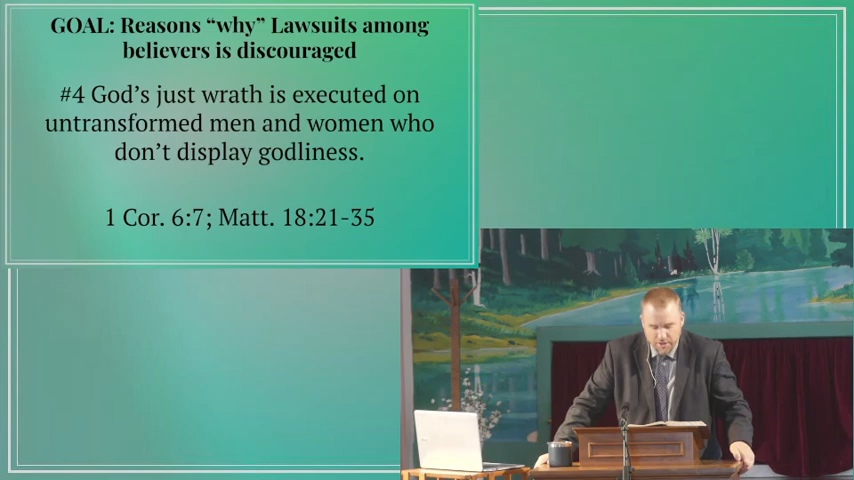 GOAL: Reasons “why” Lawsuits among
believers is discouraged
#4 God’s just wrath is executed on
untransformed men and women who
don’t display godliness.
1 Cor. 6:7; Matt. 18:21-35